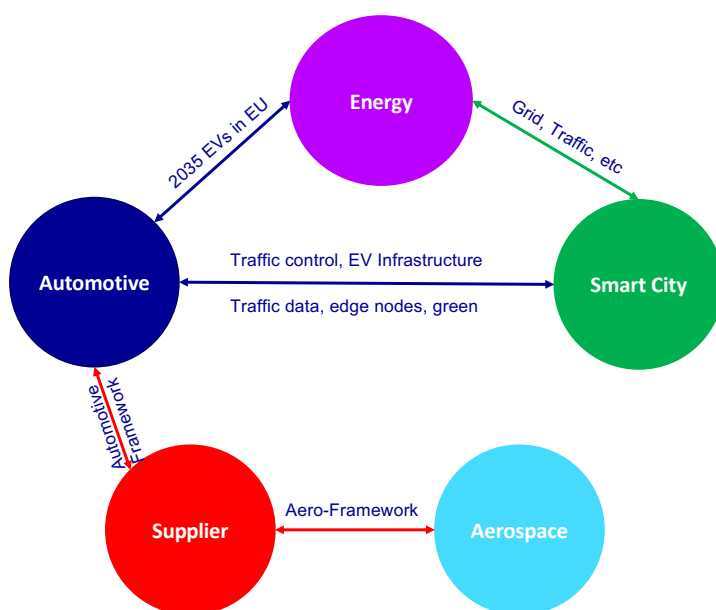 Energy
2035 EVs in EU
Grid, Traffic, etc
Automotive
Traffic control, EV Infrastructure
Traffic data, edge nodes, green
Smart City
Automotive
Framework
Supplier
Aero-Framework
Aerospace